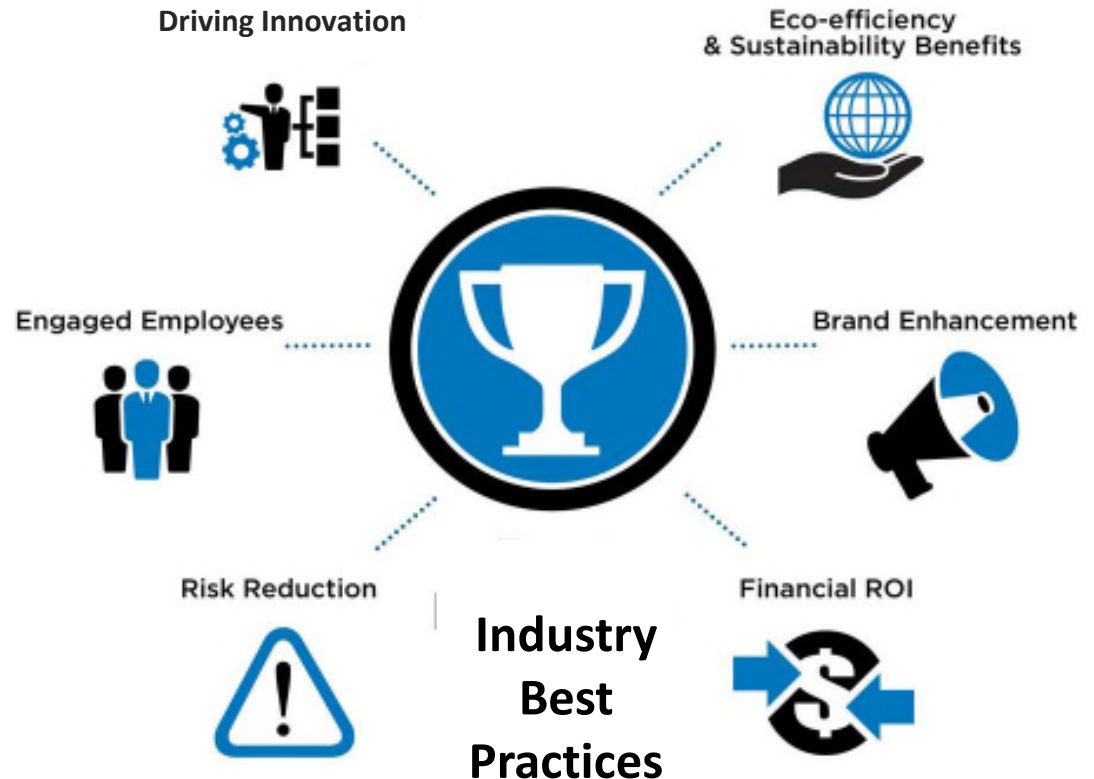 Driving Innovation
Eco-efficiency
& Sustainability Benefits
Engaged Employees
Brand Enhancement
Risk Reduction
Financial ROI
$
Industry
Best
Practices